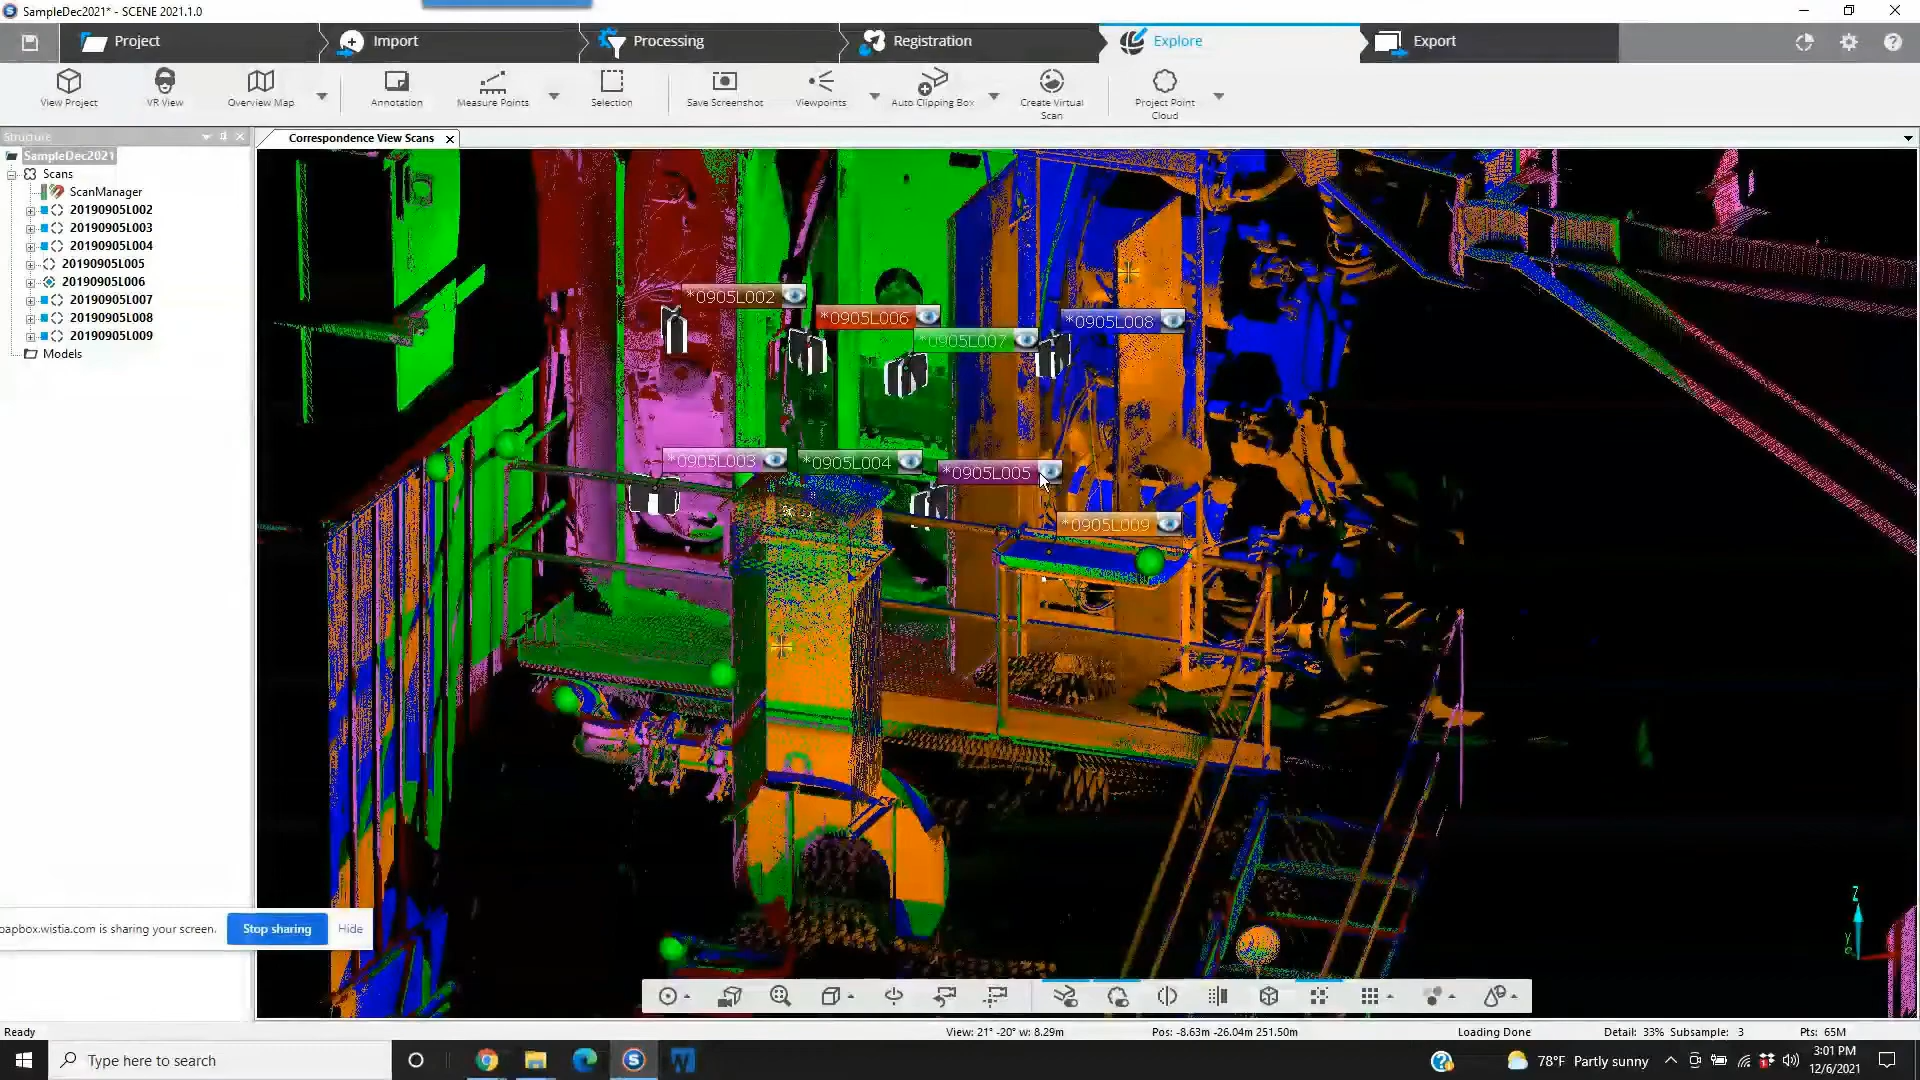 SampleDec2021* - SCENE 2021.1.0
Project
Import
Processing
Registration
Explore
Export
View Project
VR View
Overview Map
Annotation
Measure Points
Selection
Save Screenshot
Viewpoints
Auto Clipping Box
Create Virtual
Scan
Project Point
Cloud
Structure
Correspondence View Scans
SampleDec2021
Scans
ScanManager
20190905L002
20190905L003
20190905L004
20190905L005
20190905L006
20190905L007
20190905L008
20190905L009
Models
*0905L002
*0905L006
*0905L007
*0905L008
*0905L003
*0905L004
*0905L005
*0905L009
oapbox.wistia.com is sharing your screen.
Stop sharing
Hide
Z
Y
Ready
View: 21° -20° w: 8.29m
Pos: -8.63m -26.04m 251.50m
Loading Done
Detail: 33% Subsample: 3
Pts: 65M
Type here to search
78°F Partly sunny
3:01 PM
12/6/2021